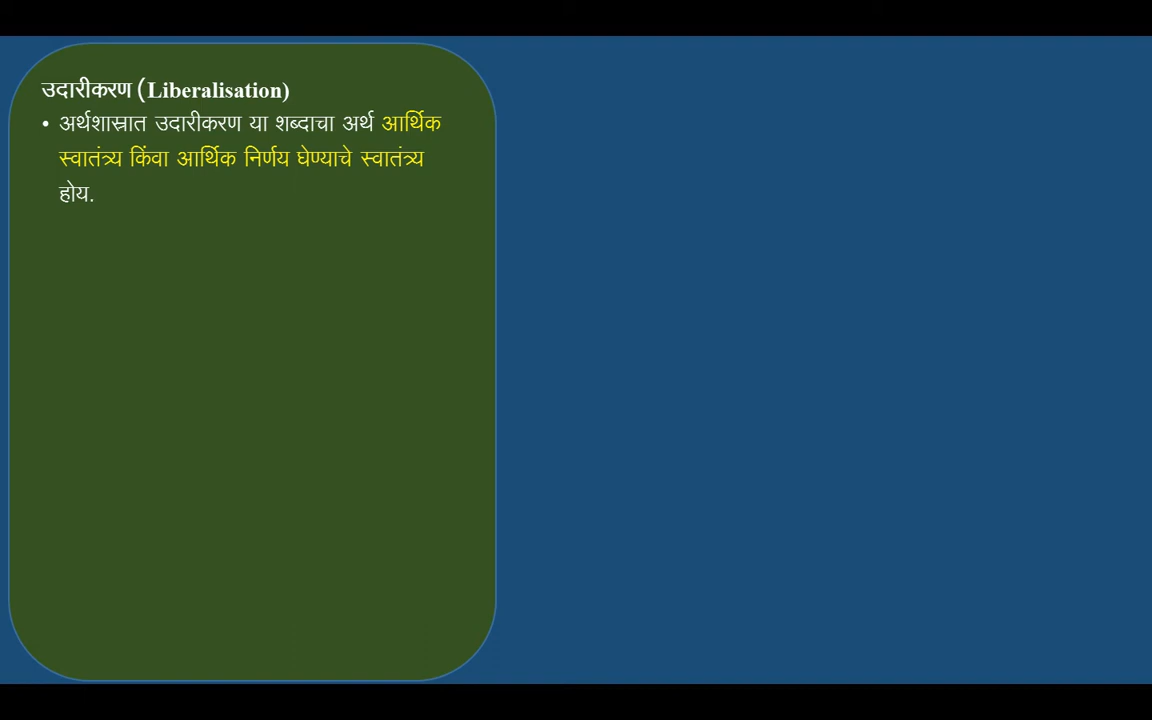 उदारीकरण (Liberalisation)
• अर्थशास्रात उदारीकरण या शब्दाचा अर्थ आर्थिक
स्वातंत्र्य किंवा आर्थिक निर्णय घेण्याचे स्वातंत्र्य
होय.